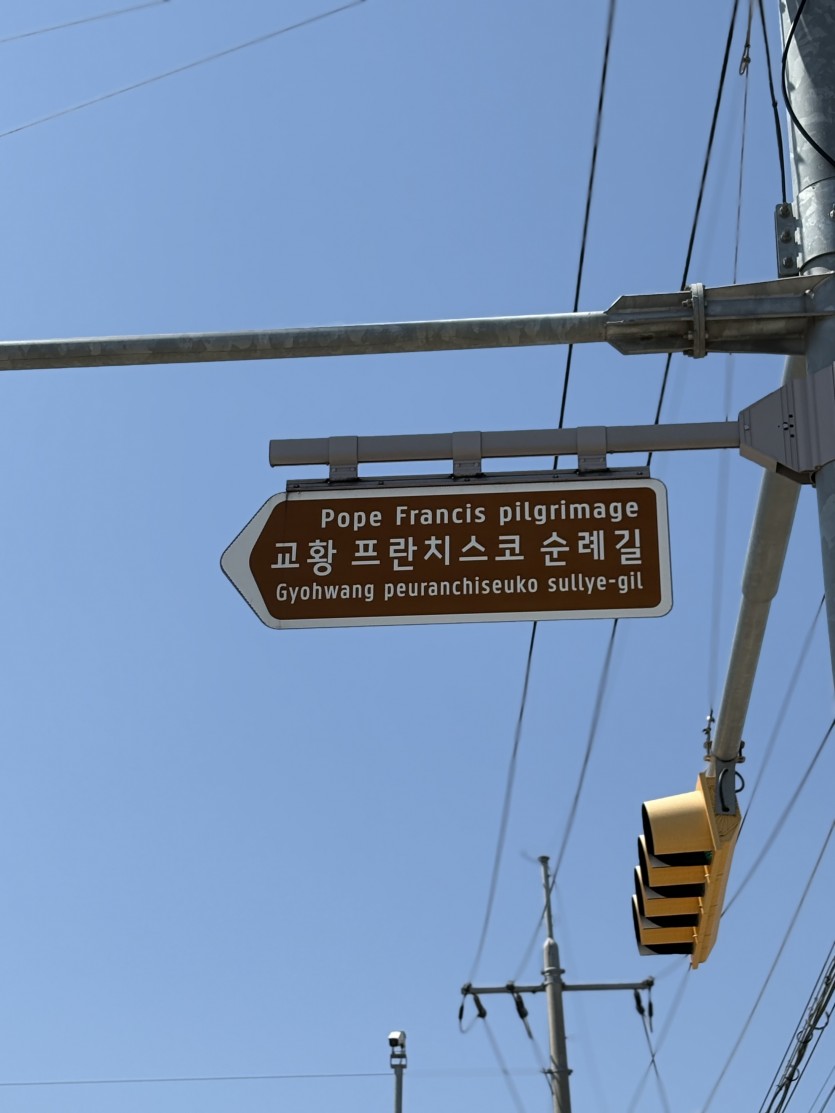 Pope Francis pilgrimage
교황 프란치스코 순례길
Gyohwang peuranchiseuko sullye-gil